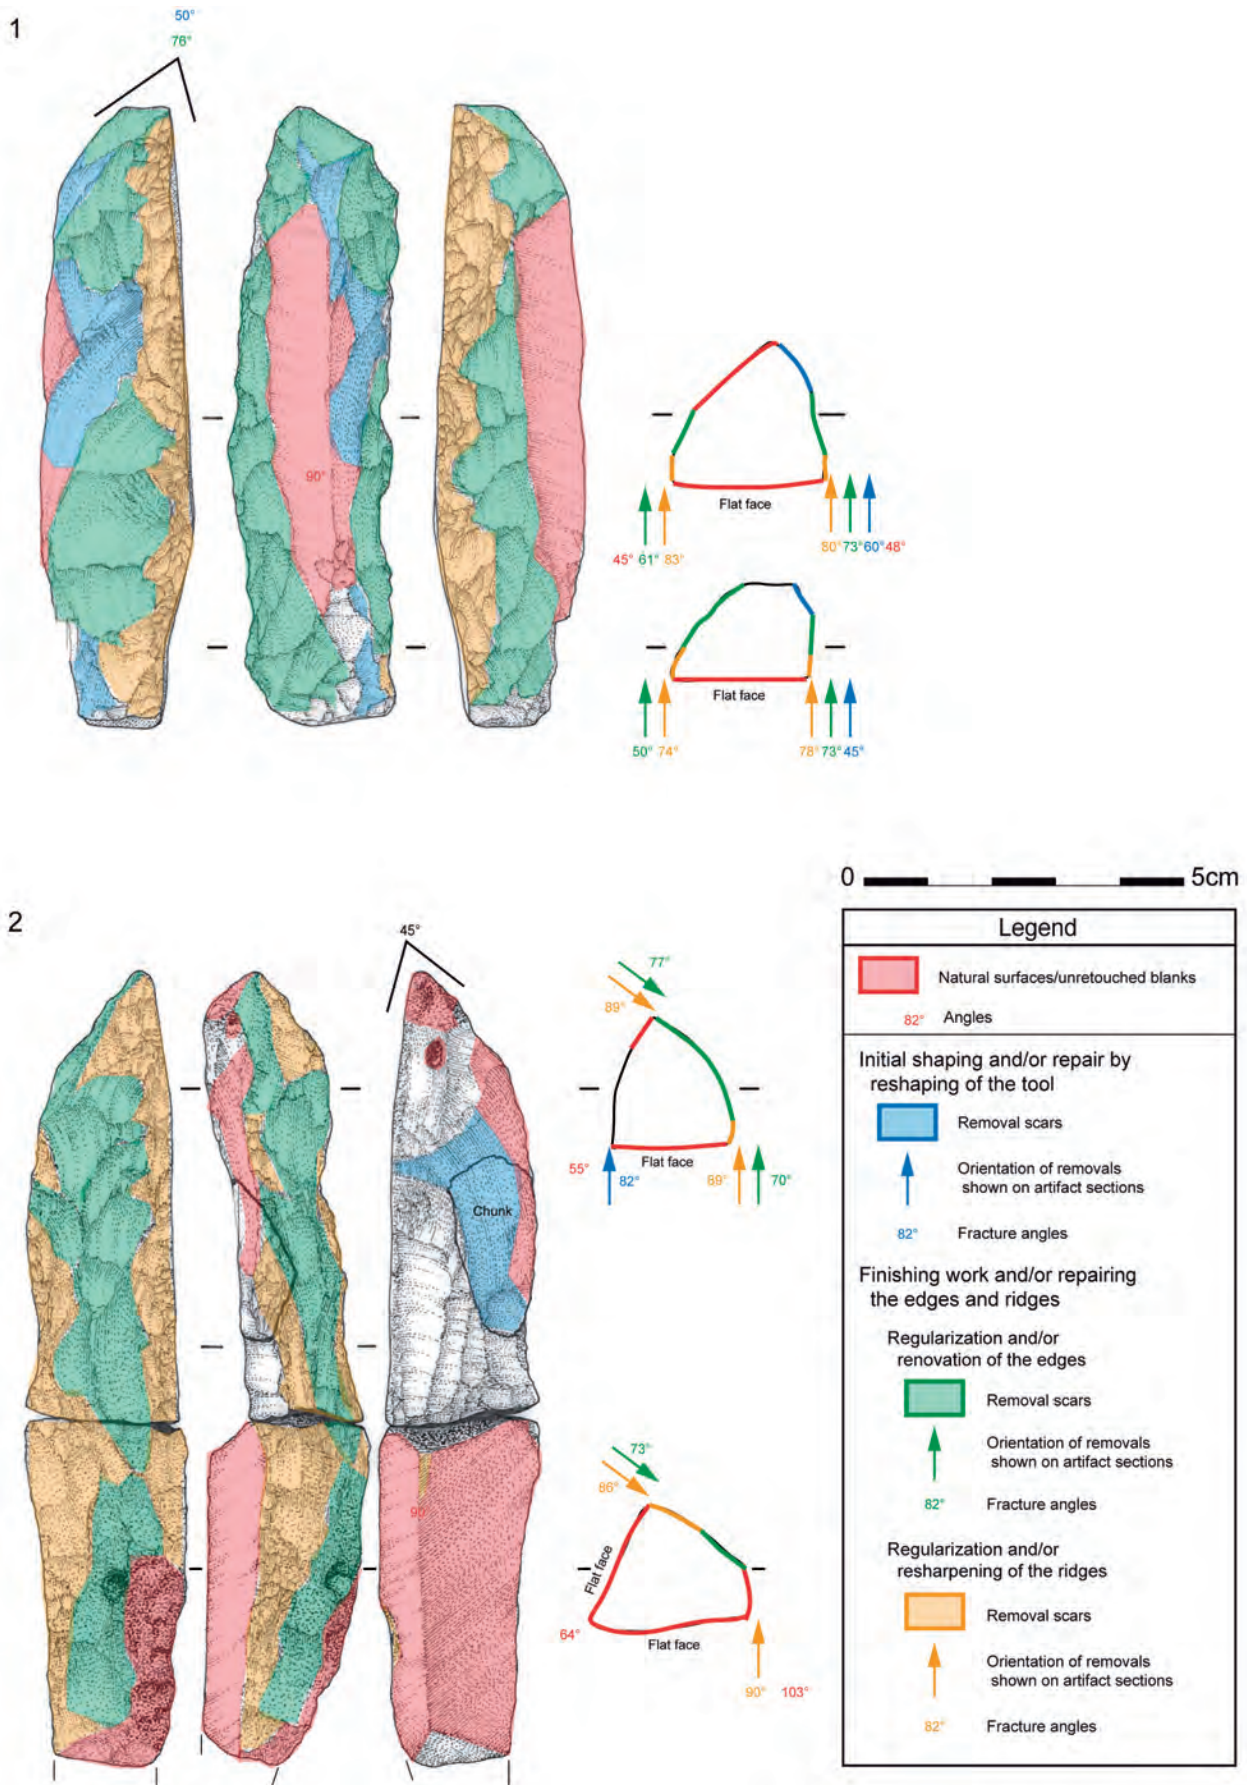 1
50°
76°
90°
Flat face
45° 61° 83°
80° 73° 60° 48°
Flat face
50° 74°
78° 73° 45°
0 5cm
2
45°
Chunk
90
77°
89°
Flat face
55° 82°
89° 70°
73°
86°
Flat face
64°
Flat face
90° 103°
Legend
Natural surfaces/unretouched blanks
82° Angles
Initial shaping and/or repair by
reshaping of the tool
Removal scars
Orientation of removals
shown on artifact sections
82° Fracture angles
Finishing work and/or repairing
the edges and ridges
Regularization and/or
renovation of the edges
Removal scars
Orientation of removals
shown on artifact sections
82° Fracture angles
Regularization and/or
resharpening of the ridges
Removal scars
Orientation of removals
shown on artifact sections
82° Fracture angles